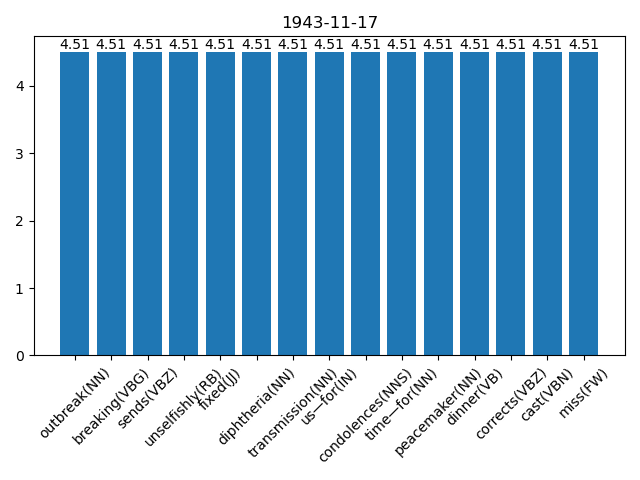 1943-11-17
4.51 4.51 4.51 4.51 4.51 4.51 4.51 4.51 4.51 4.51 4.51 4.51 4.51 4.51 4.51
4
3
2
1
0
outbreak(NN)
breaking(VBG)
sends(VBZ)
unselfishly(RB)
fixed(JJ)
diphtheria(NN)
transmission(NN)
us—for(IN)
condolences(NNS)
time—for(NN)
peacemaker(NN)
dinner(VB)
corrects(VBZ)
cast(VBN)
miss(FW)